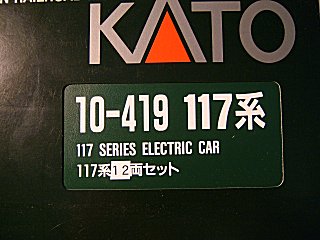 N RAILROAD
KATO
10-419 117系
117 SERIES ELECTRIC CAR
117系12両セット